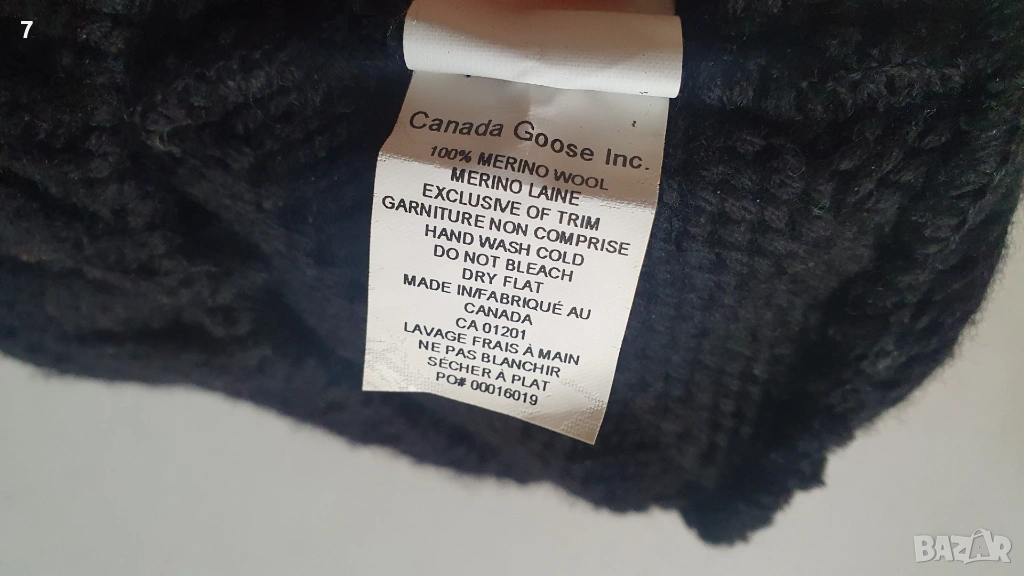 7
Canada Goose Inc.
100% MERINO WOOL
MERINO LAINE
EXCLUSIVE OF TRIM
GARNITURE NON COMPRISE
HAND WASH COLD
DO NOT BLEACH
DRY FLAT
MADE IN/FABRIQUÉ AU
CANADA
CA 01201
LAVAGE FRAIS À MAIN
NE PAS BLANCHIR
SÉCHER À PLAT
PO# 00016019
BAZAR